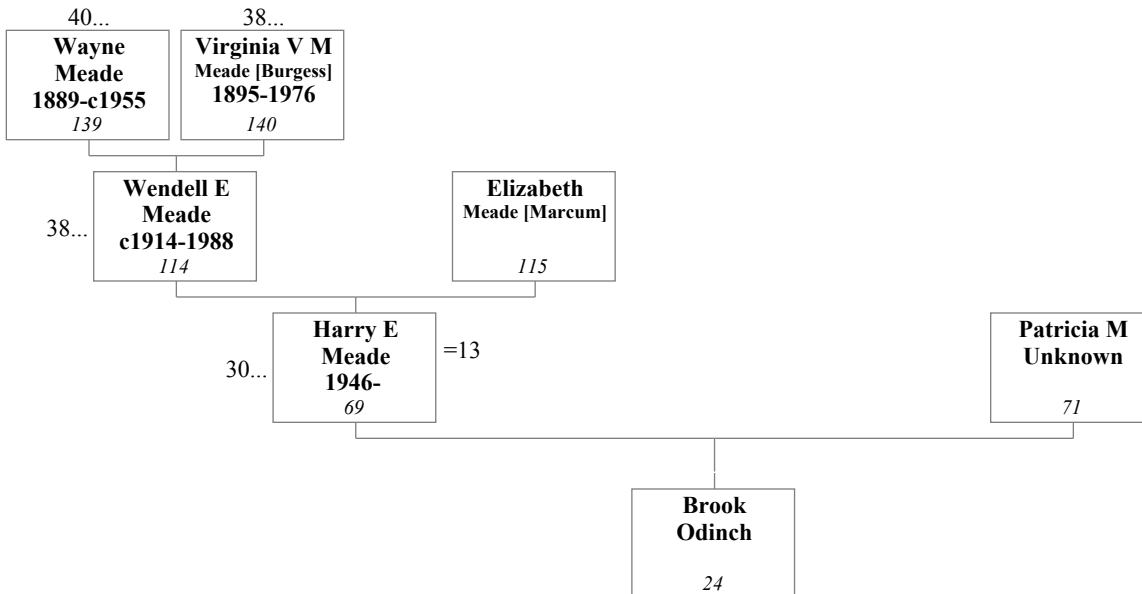 40...
38...
Wayne
Meade
1889-c1955
139
Virginia V M
Meade [Burgess]
1895-1976
140
38...
Wendell E
Meade
c1914-1988
114
Elizabeth
Meade [Marcum]
115
30...
Harry E
Meade
1946-
69
=13
Patricia M
Unknown
71
Brook
Odinch
24